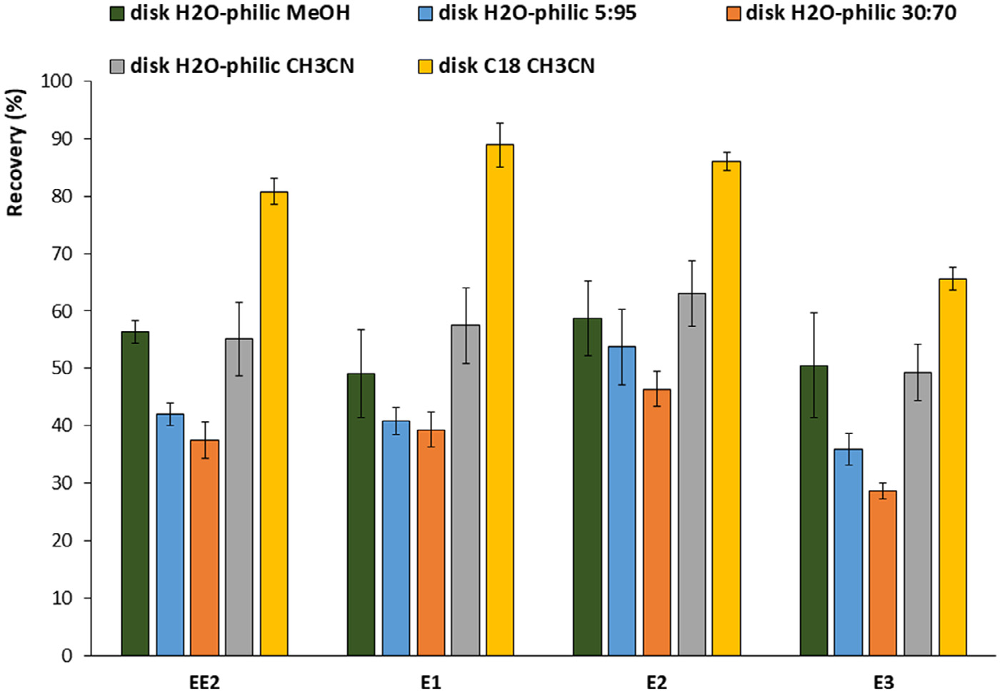 disk H2O-philic MeOH disk H2O-philic 5:95 disk H2O-philic 30:70
disk H2O-philic CH3CN disk C18 CH3CN
Recovery (%)
100
90
80
70
60
50
40
30
20
10
0
EE2 E1 E2 E3